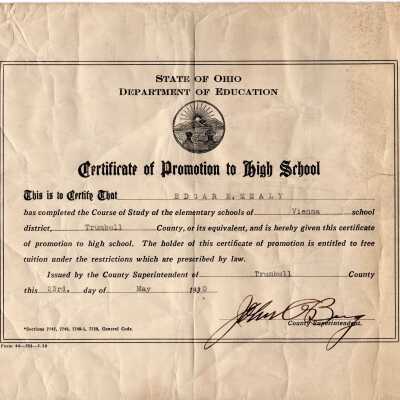 STATE OF OHIO
DEPARTMENT OF EDUCATION
Certificate of Promotion to High School
This is to Certify That EDGAR E. MEALY
has completed the Course of Study of the elementary schools of Vienna school
district, Trumbull County, or its equivalent, and is hereby given this certificate
of promotion to high school. The holder of this certificate of promotion is entitled to free
tuition under the restrictions which are prescribed by law.
Issued by the County Superintendent of Trumbull County
this 23rd. day of May
County Superintendent.
*Sections 7747, 7748, General Code.